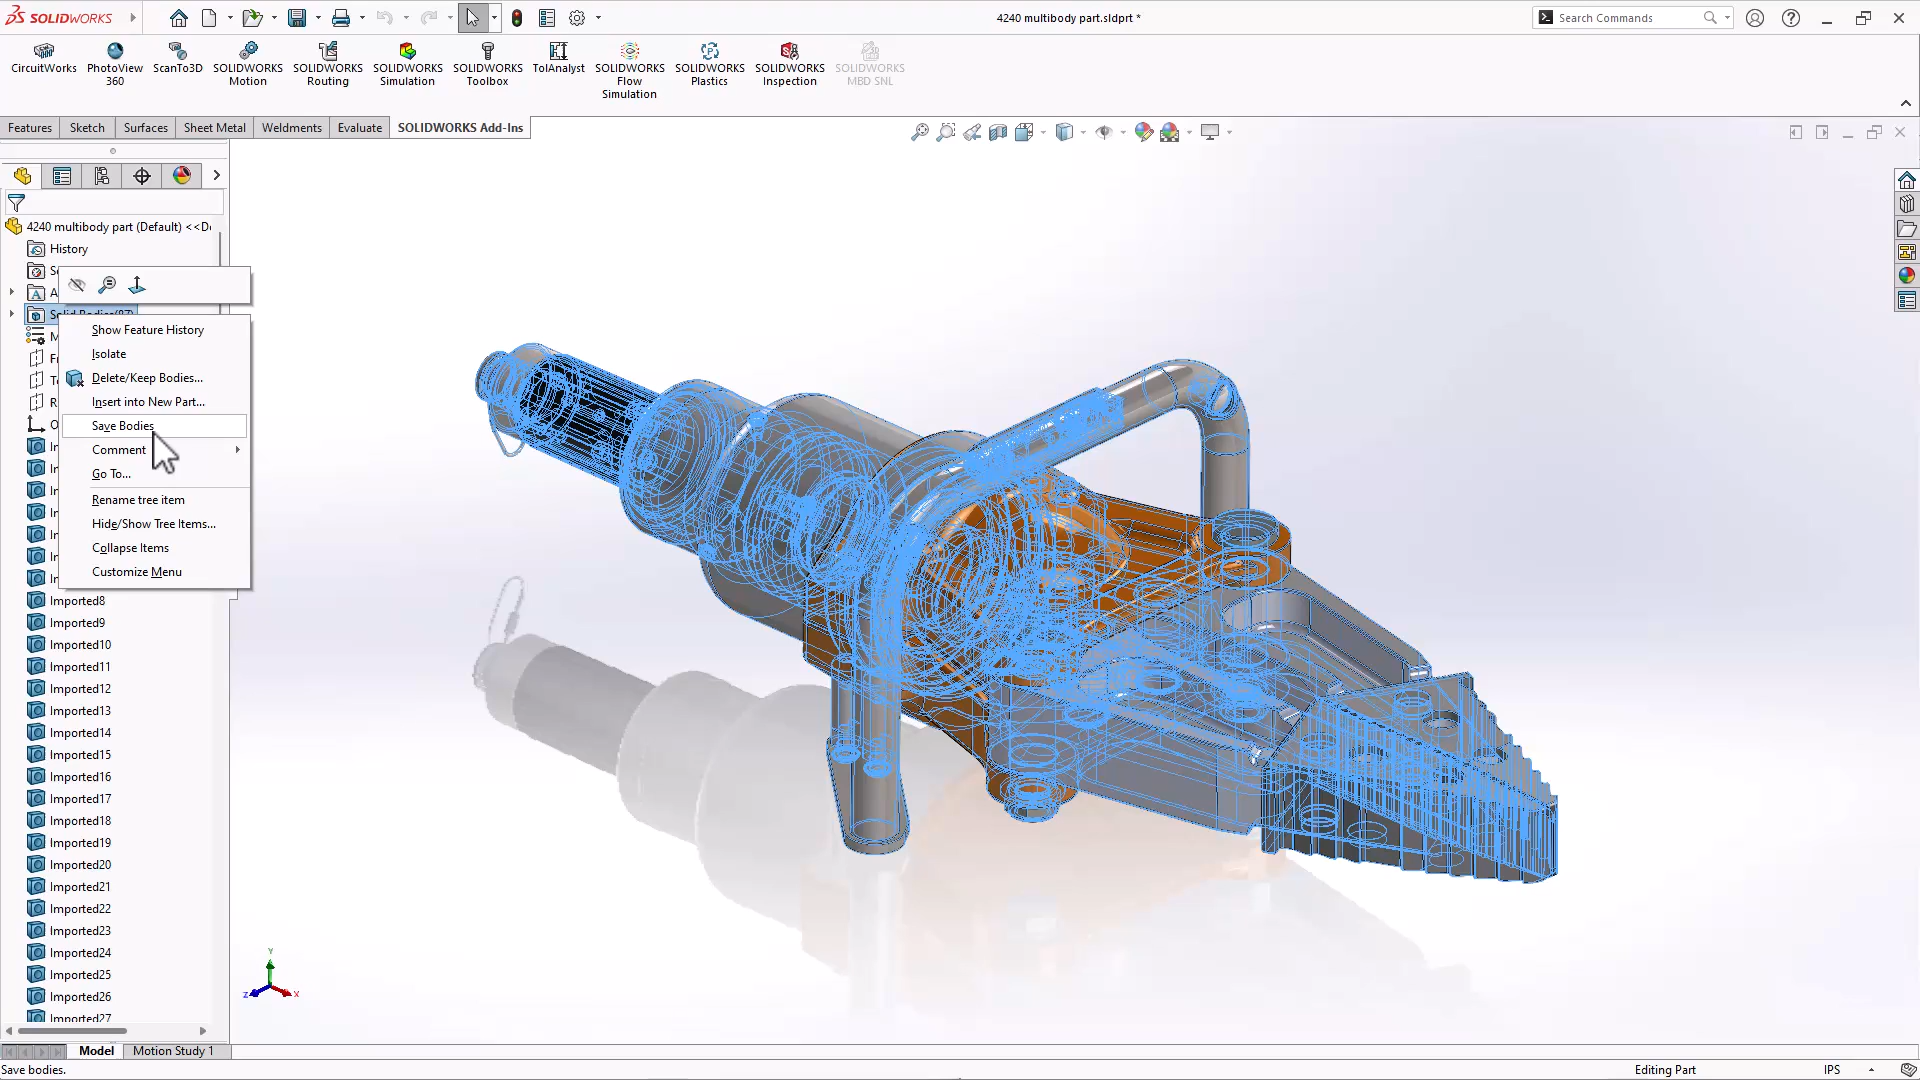 SOLIDWORKS
4240 multibody part.sldprt *
Search Commands
CircuitWorks
PhotoView
360
ScanTo3D
SOLIDWORKS
Motion
SOLIDWORKS
Routing
SOLIDWORKS
Simulation
SOLIDWORKS
Toolbox
TolAnalyst
SOLIDWORKS
Flow
Simulation
SOLIDWORKS
Plastics
SOLIDWORKS
Inspection
SOLIDWORKS
MBD SNL
Features
Sketch
Surfaces
Sheet Metal
Weldments
Evaluate
SOLIDWORKS Add-Ins
4240 multibody part (Default) <<D
History
Show Feature History
Isolate
Delete/Keep Bodies...
Insert into New Part...
Save Bodies
Comment
Go To...
Rename tree item
Hide/Show Tree Items...
Collapse Items
Customize Menu
Imported8
Imported9
Imported10
Imported11
Imported12
Imported13
Imported14
Imported15
Imported16
Imported17
Imported18
Imported19
Imported20
Imported21
Imported22
Imported23
Imported24
Imported25
Imported26
Imported27
Y
Z
X
Model
Motion Study 1
Save bodies.
Editing Part
IPS